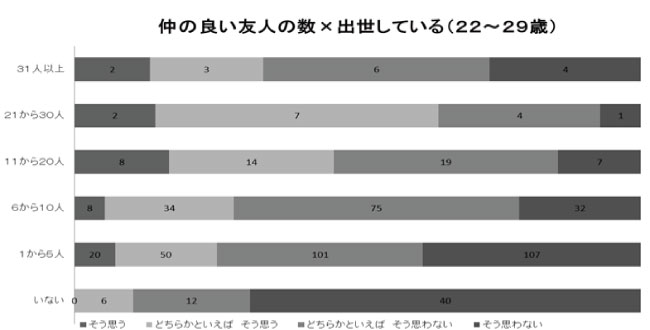 仲の良い友人の数×出世している(22~29歳)
31人以上 2 3 6 4
21から30人 2 7 4 1
11から20人 8 14 19 7
6から10人 8 34 75 32
1から5人 20 50 101 107
いない 0 6 12 40
そう思う どちらかといえば そう思う どちらかといえば そう思わない そう思わない